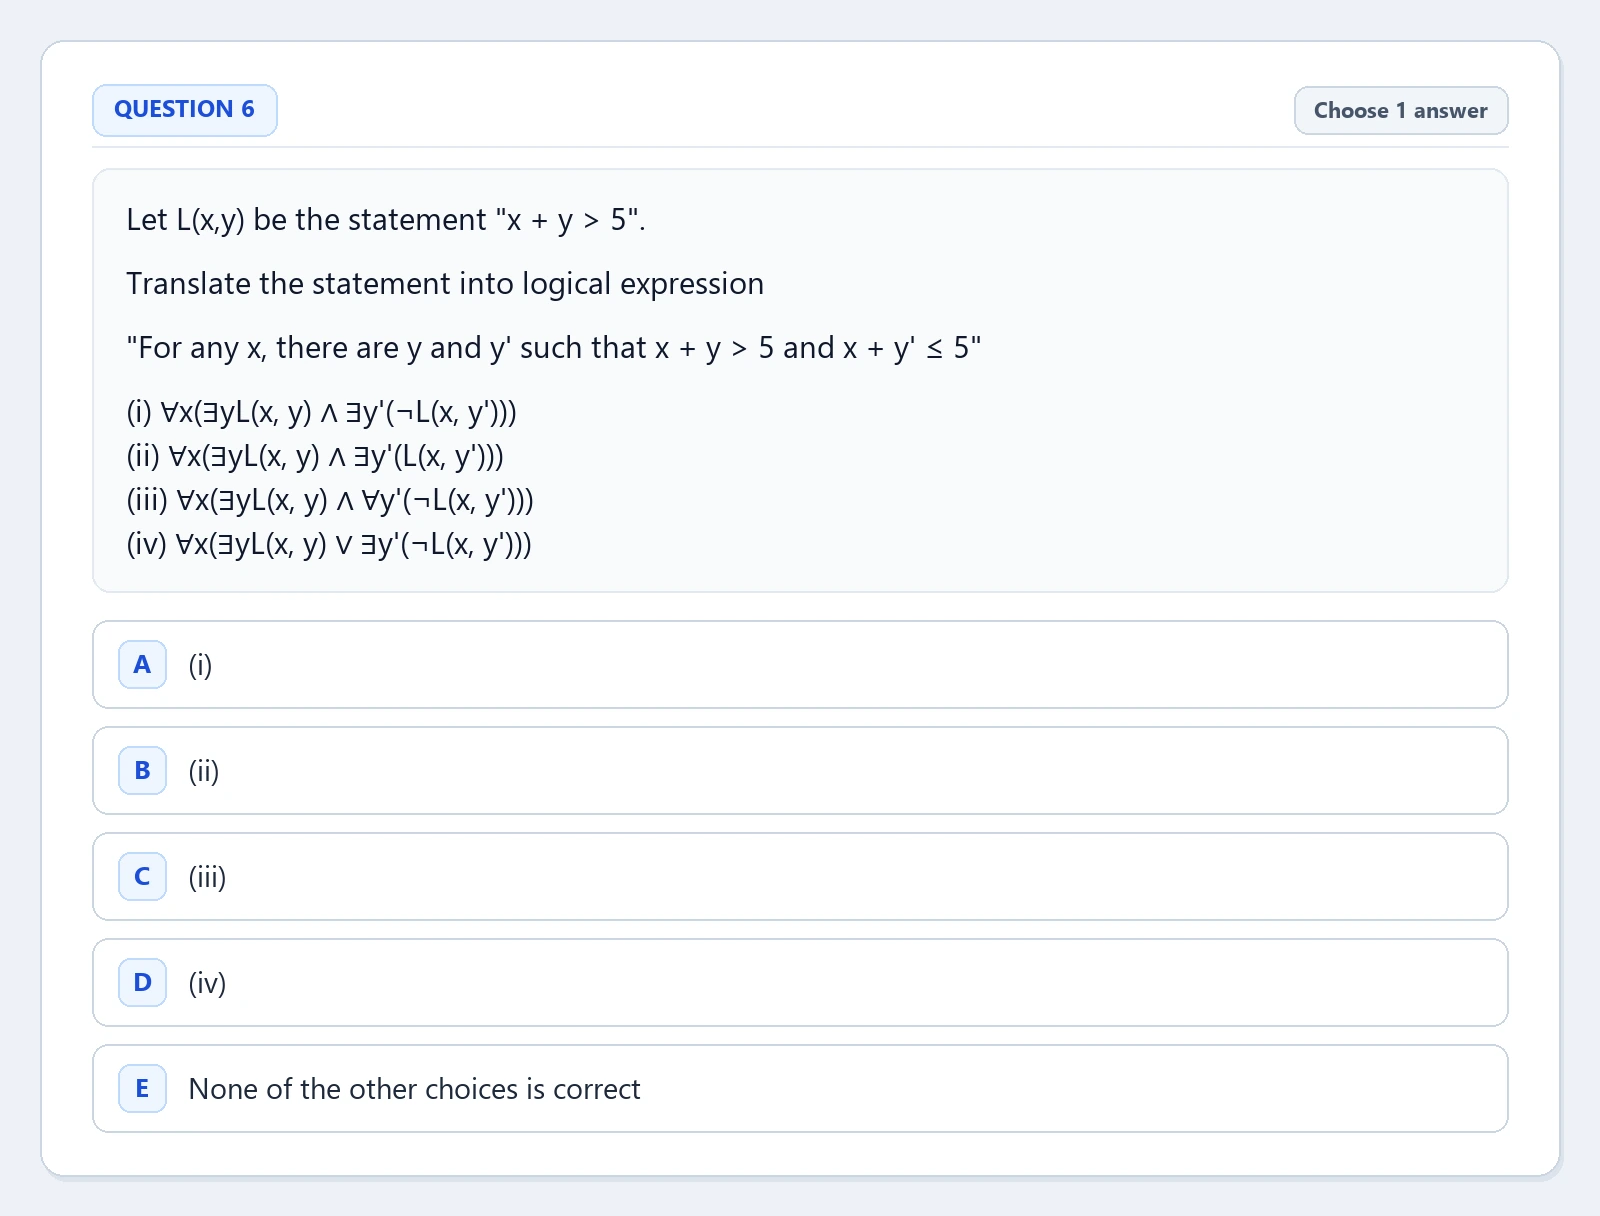 QUESTION 6
Choose 1 answer
Let L(x,y) be the statement "x + y > 5".
Translate the statement into logical expression
"For any x, there are y and y' such that x + y > 5 and x + y' ≤ 5"
(i) ∀x(∃yL(x, y) ∧ ∃y'(¬L(x, y')))
(ii) ∀x(∃yL(x, y) ∧ ∃y'(L(x, y')))
(iii) ∀x(∃yL(x, y) ∧ ∀y'(¬L(x, y')))
(iv) ∀x(∃yL(x, y) ∨ ∃y'(¬L(x, y')))
A (i)
B (ii)
C (iii)
D (iv)
E None of the other choices is correct